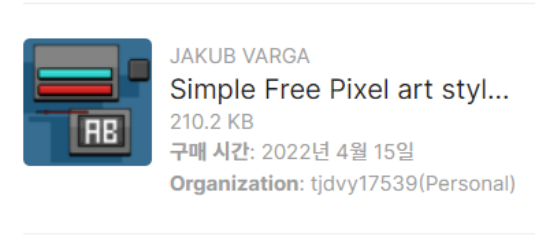 AB
JAKUB VARGA
Simple Free Pixel art styl...
210.2 KB
구매 시간: 2022년 4월 15일
Organization: tjdvy17539(Personal)